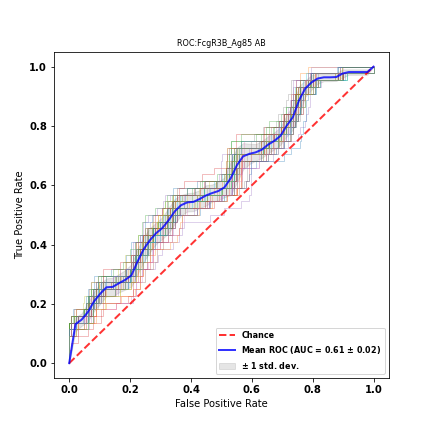 ROC:FcgR3B_Ag85 AB
True Positive Rate
1.0
0.8
0.6
0.4
0.2
0.0
Chance
Mean ROC (AUC = 0.61 ± 0.02)
± 1 std. dev.
0.0 0.2 0.4 0.6 0.8 1.0
False Positive Rate